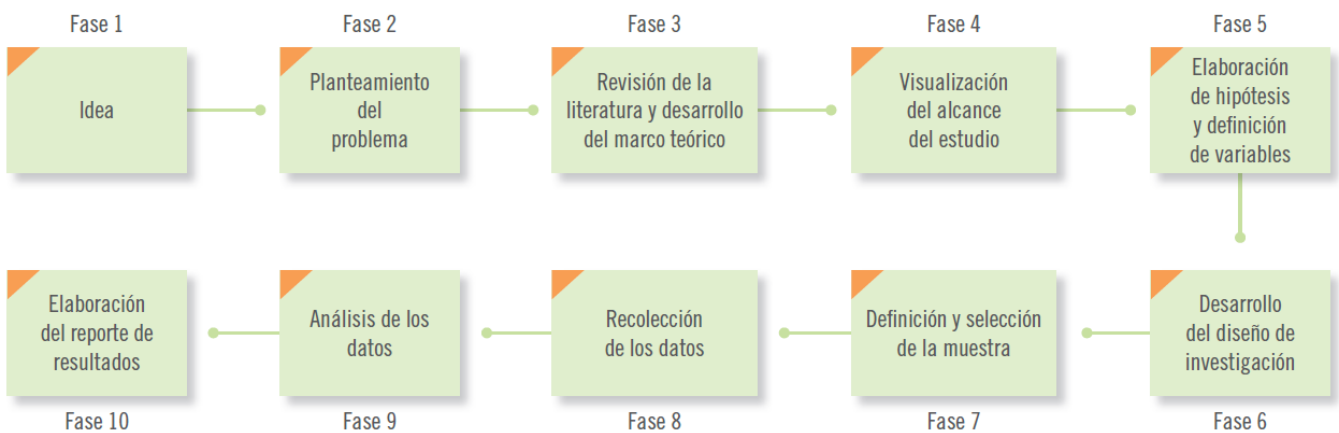 Fase 1
Idea
Fase 2
Planteamiento
del
problema
Fase 3
Revisión de la
literatura y desarrollo
del marco teórico
Fase 4
Visualización
del alcance
del estudio
Fase 5
Elaboración
de hipótesis
y definición
de variables
Desarrollo
del diseño de
investigación
Fase 6
Definición y selección
de la muestra
Fase 7
Recolección
de los datos
Fase 8
Análisis de los
datos
Fase 9
Elaboración
del reporte de
resultados
Fase 10